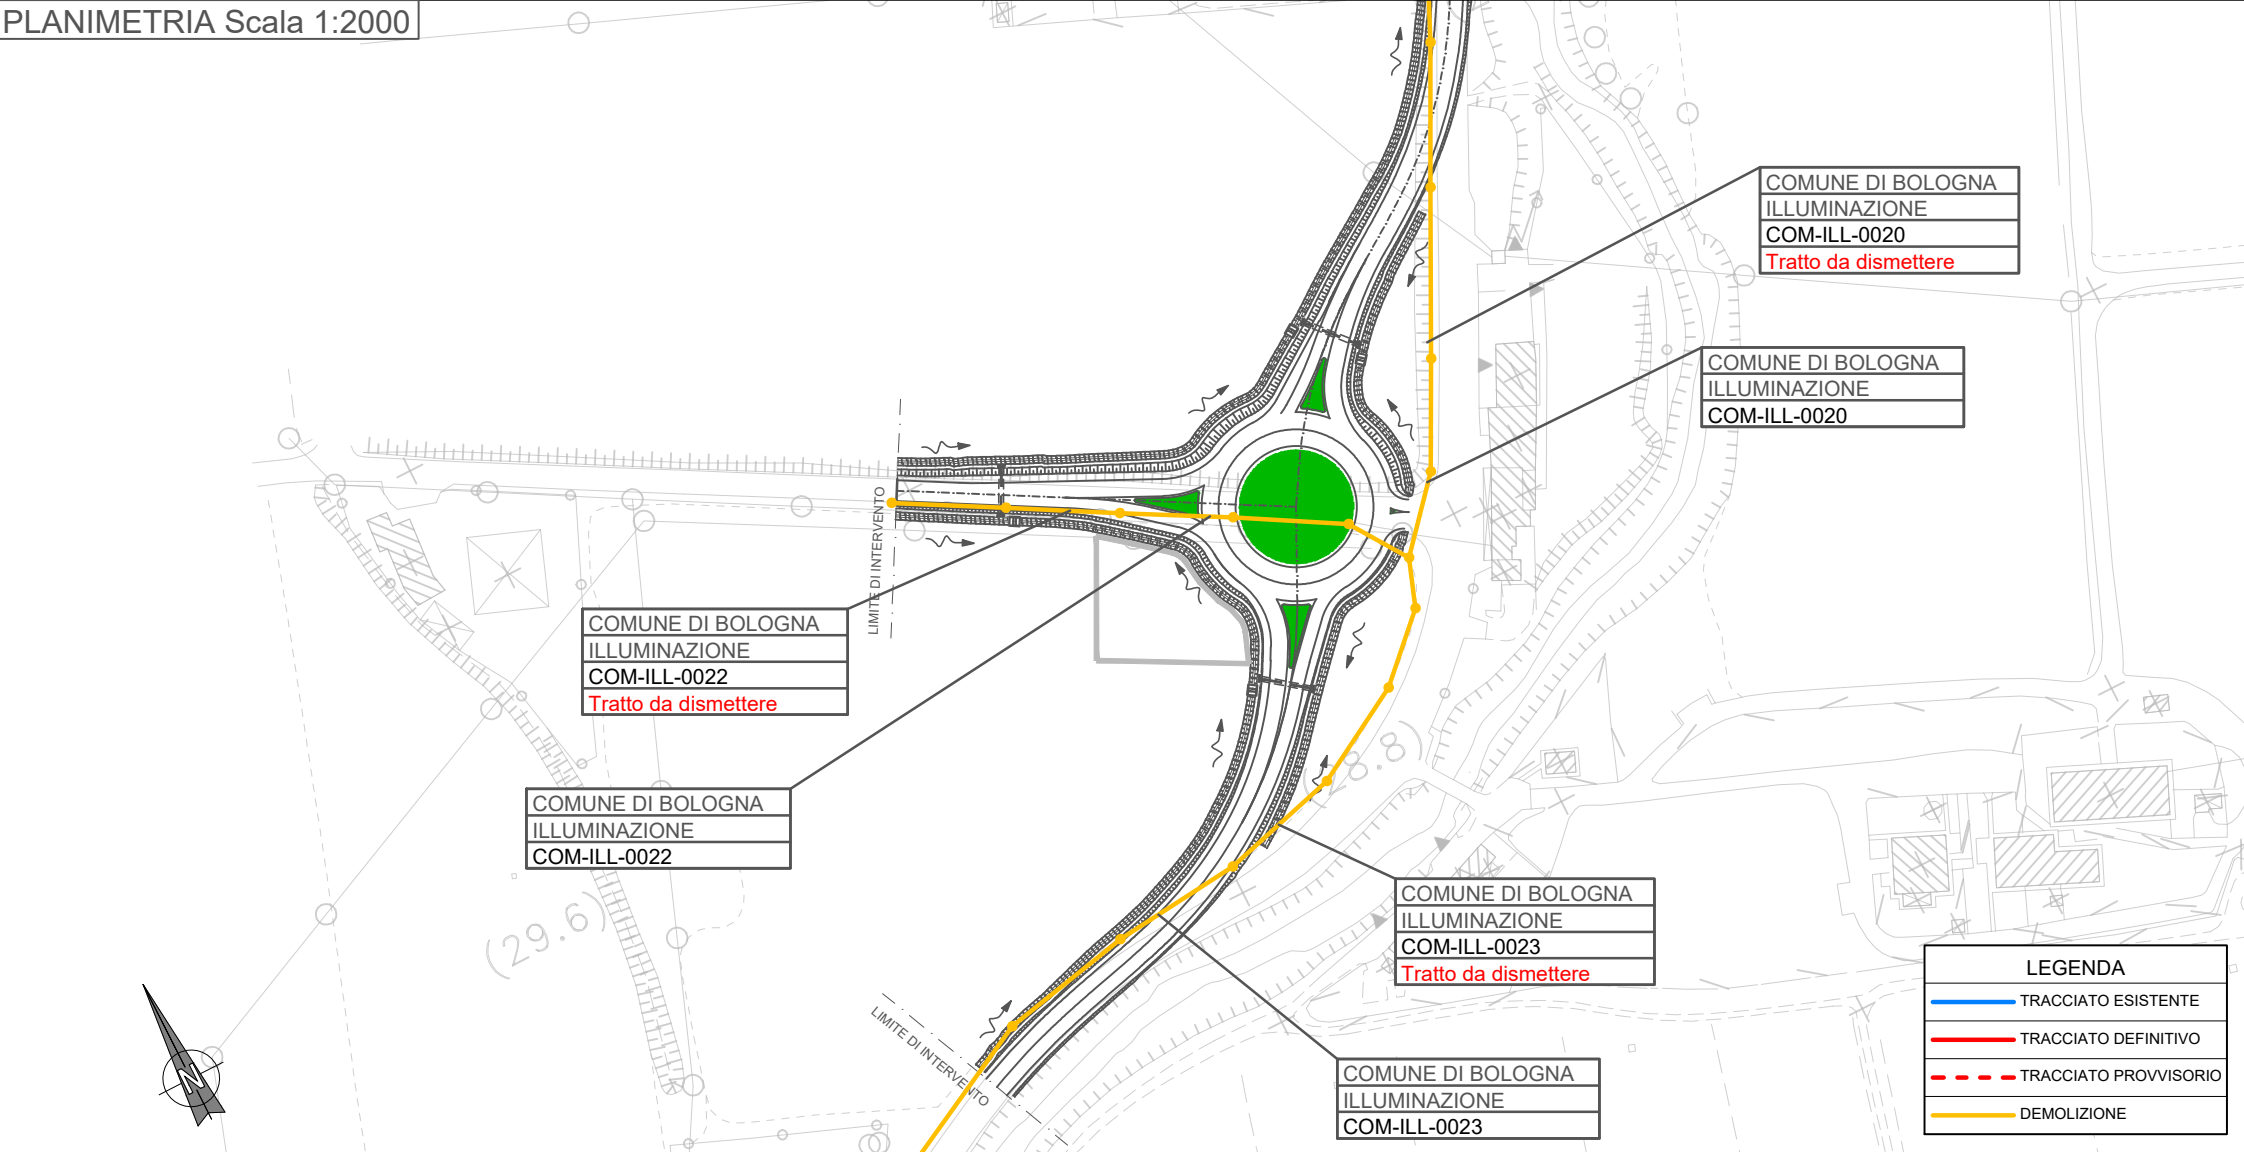 PLANIMETRIA Scala 1:2000
COMUNE DI BOLOGNA
ILLUMINAZIONE
COM-ILL-0020
Tratto da dismettere
COMUNE DI BOLOGNA
ILLUMINAZIONE
COM-ILL-0020
LIMITE DI INTERVENTO
COMUNE DI BOLOGNA
ILLUMINAZIONE
COM-ILL-0022
Tratto da dismettere
COMUNE DI BOLOGNA
ILLUMINAZIONE
COM-ILL-0022
(28.8)
(29.6)
COMUNE DI BOLOGNA
ILLUMINAZIONE
COM-ILL-0023
Tratto da dismettere
LIMITE DI INTERVENTO
COMUNE DI BOLOGNA
ILLUMINAZIONE
COM-ILL-0023
N
LEGENDA
TRACCIATO ESISTENTE
TRACCIATO DEFINITIVO
TRACCIATO PROVVISORIO
DEMOLIZIONE